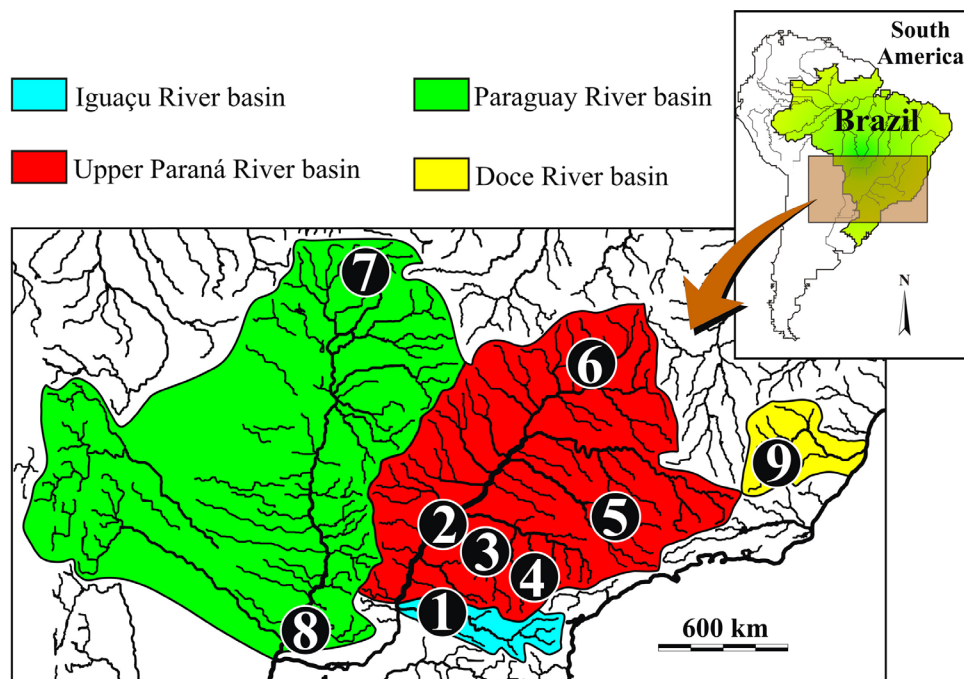 South
America
Brazil
N
Iguaçu River basin
Paraguay River basin
Upper Paraná River basin
Doce River basin
7
6
9
2
5
3
4
1
8
600 km